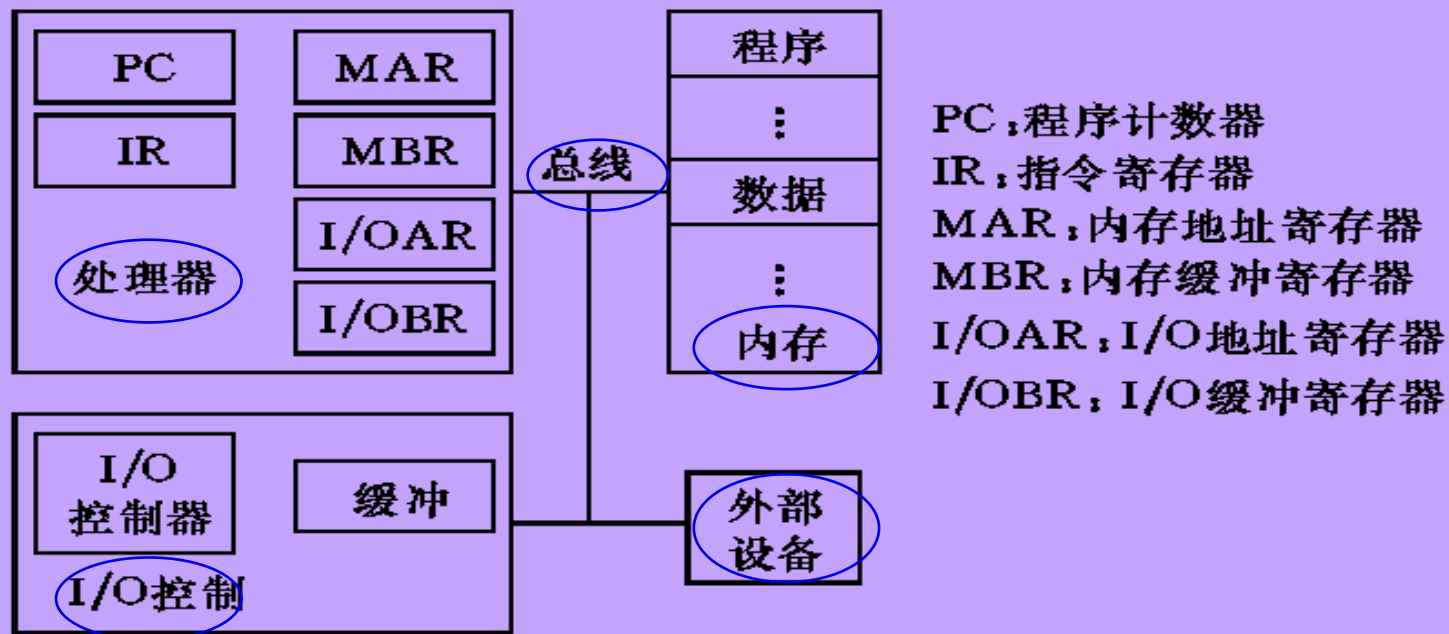 PC
MAR
IR
MBR
I/OAR
I/OBR
处理器
总线
程序
⋮
数据
⋮
内存
I/O
控制器
缓冲
I/O控制
外部
设备
PC:程序计数器
IR:指令寄存器
MAR:内存地址寄存器
MBR:内存缓冲寄存器
I/OAR:I/O地址寄存器
I/OBR:I/O缓冲寄存器